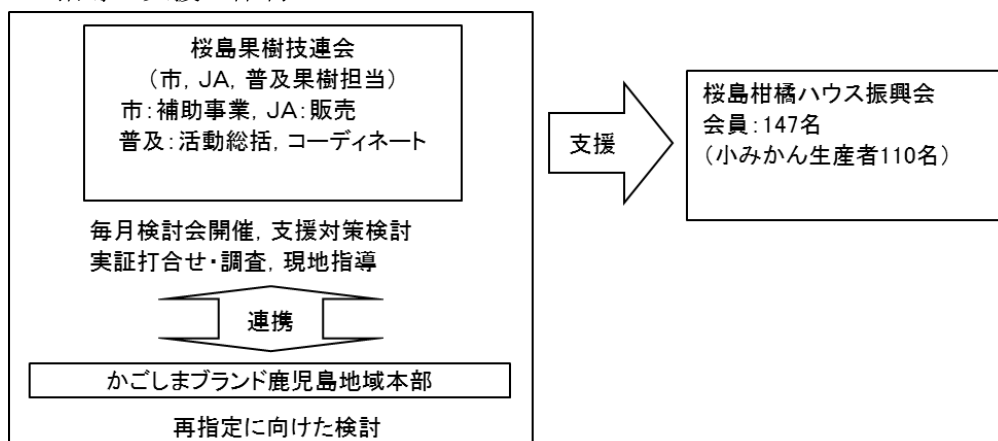 桜島果樹技連会
(市,JA,普及果樹担当)
市:補助事業,JA:販売
普及:活動総括,コーディネート
毎月検討会開催,支援対策検討
実証打合せ・調査,現地指導
連携
かごしまブランド鹿児島地域本部
再指定に向けた検討
支援
桜島柑橘ハウス振興会
会員:147名
(小みかん生産者110名)